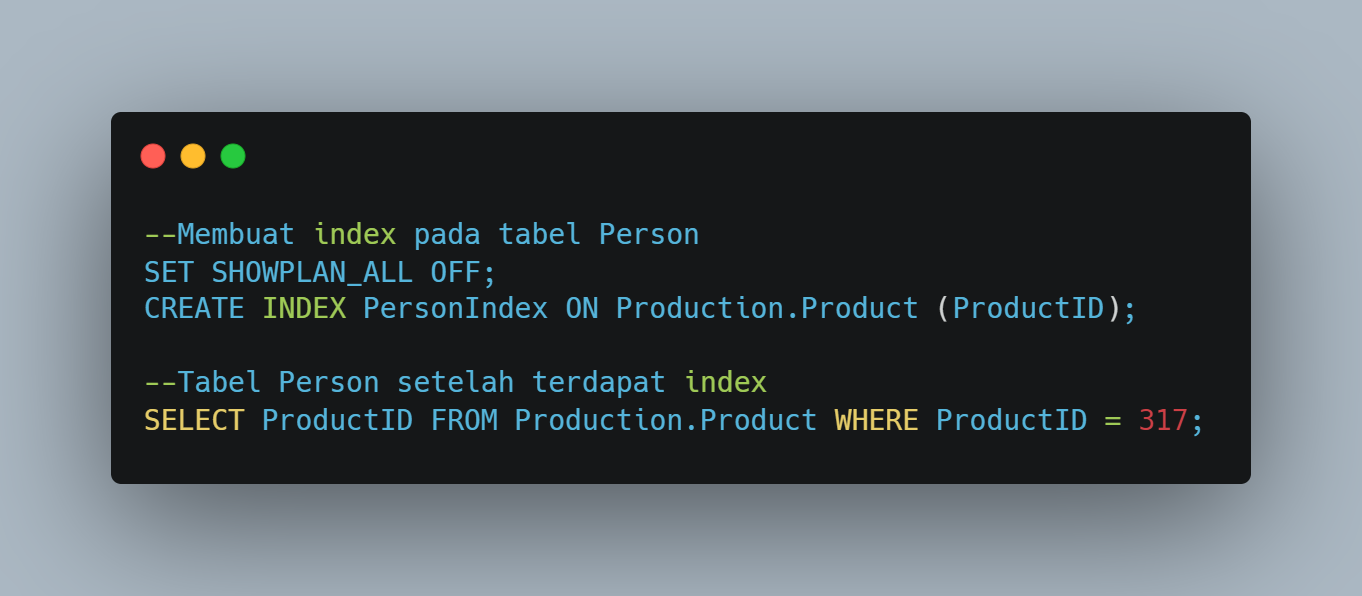 --Membuat index pada tabel Person
SET SHOWPLAN_ALL OFF;
CREATE INDEX PersonIndex ON Production.Product (ProductID);
--Tabel Person setelah terdapat index
SELECT ProductID FROM Production.Product WHERE ProductID = 317;